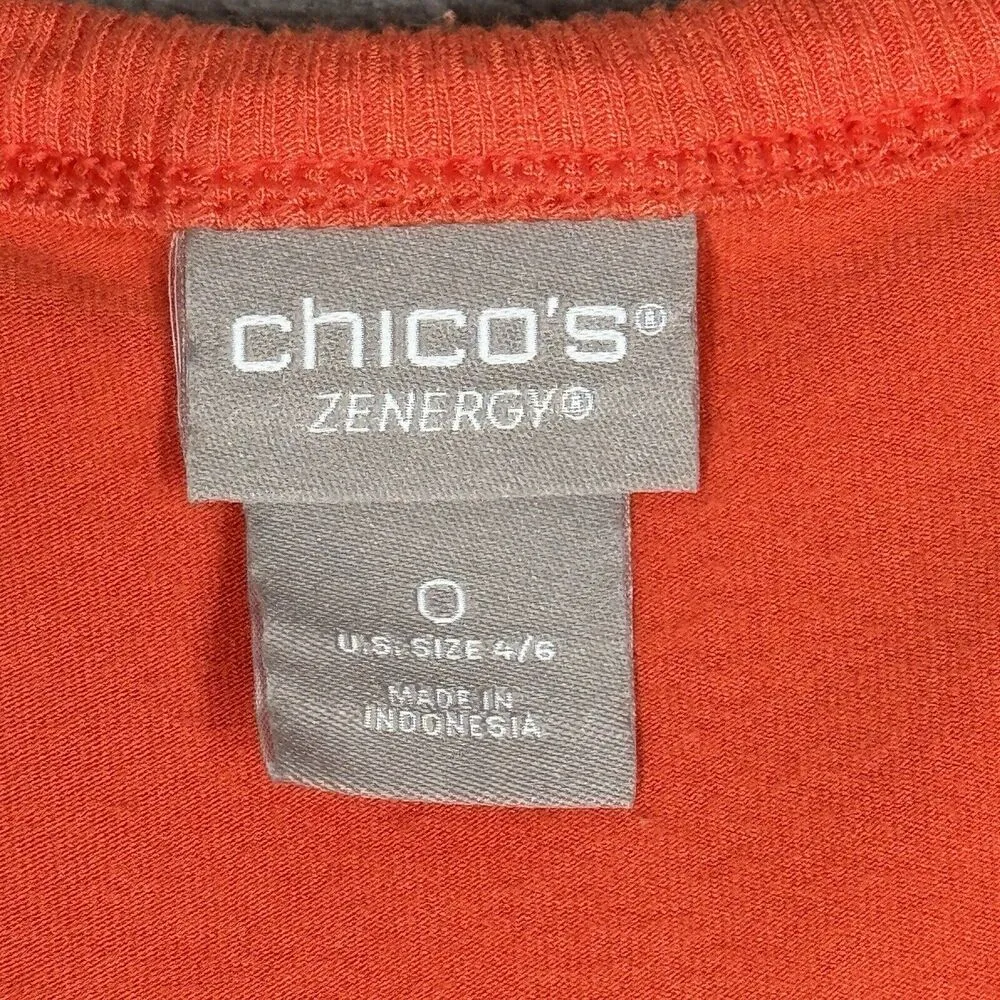 chico's®
ZENERGY®
0
U.S. SIZE 4/6
MADE IN
INDONESIA